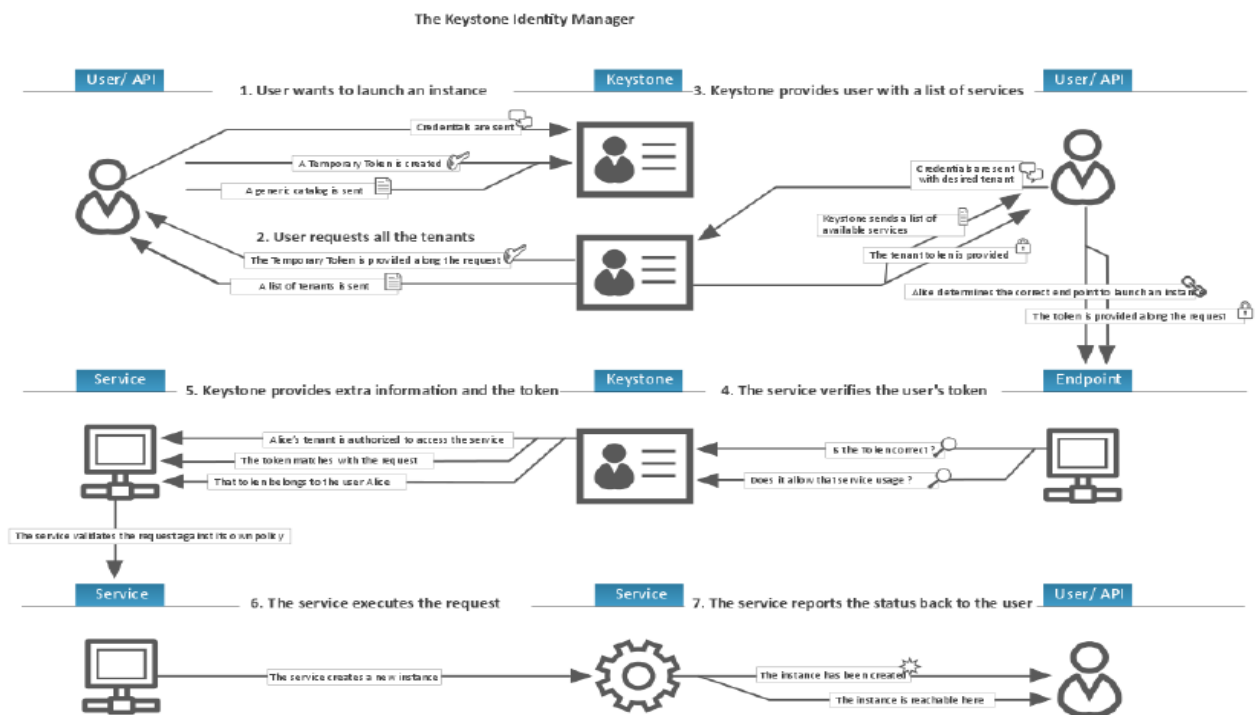 The Keystone Identity Manager
User/ API
1. User wants to launch an instance
Keystone
3. Keystone provides user with a list of services
User/ API
Credentials are sent
A Temporary Token is created
A generic catalog is sent
Credentials are sent
with desired tenant
Keystone sends a list of
available services
2. User requests all the tenants
The Temporary Token is provided along the request
The tenant token is provided
A list of tenants is sent
Alice determines the correct endpoint to launch an instance
The token is provided along the request
Service
5. Keystone provides extra information and the token
Keystone
4. The service verifies the user's token
Endpoint
Alice's tenant is authorized to access the service
The token matches with the request
That token belongs to the user Alice
Is the Token correct ?
Does it allow that service usage ?
The service validates the request against its own policy
Service
6. The service executes the request
Service
7. The service reports the status back to the user
User/ API
The service creates a new instance
The instance has been created
The instance is reachable here